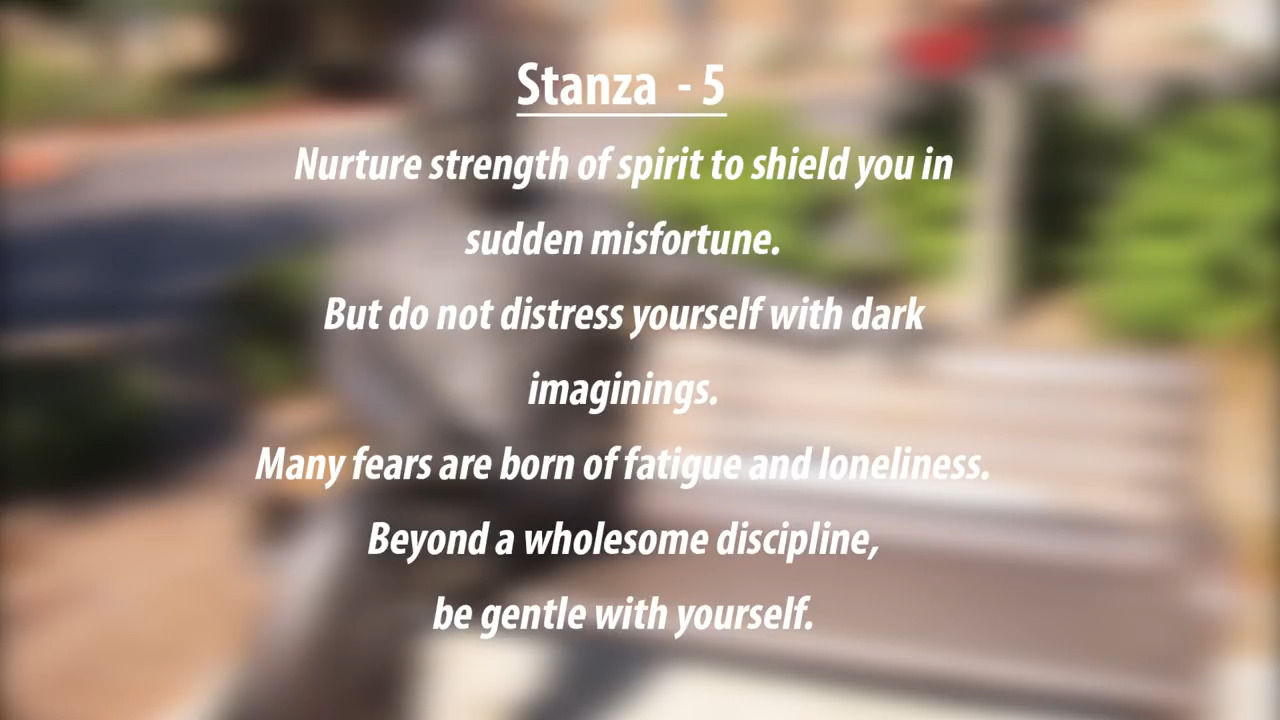 Stanza - 5
Nurture strength of spirit to shield you in
sudden misfortune.
But do not distress yourself with dark
imaginings.
Many fears are born of fatigue and loneliness.
Beyond a wholesome discipline,
be gentle with yourself.